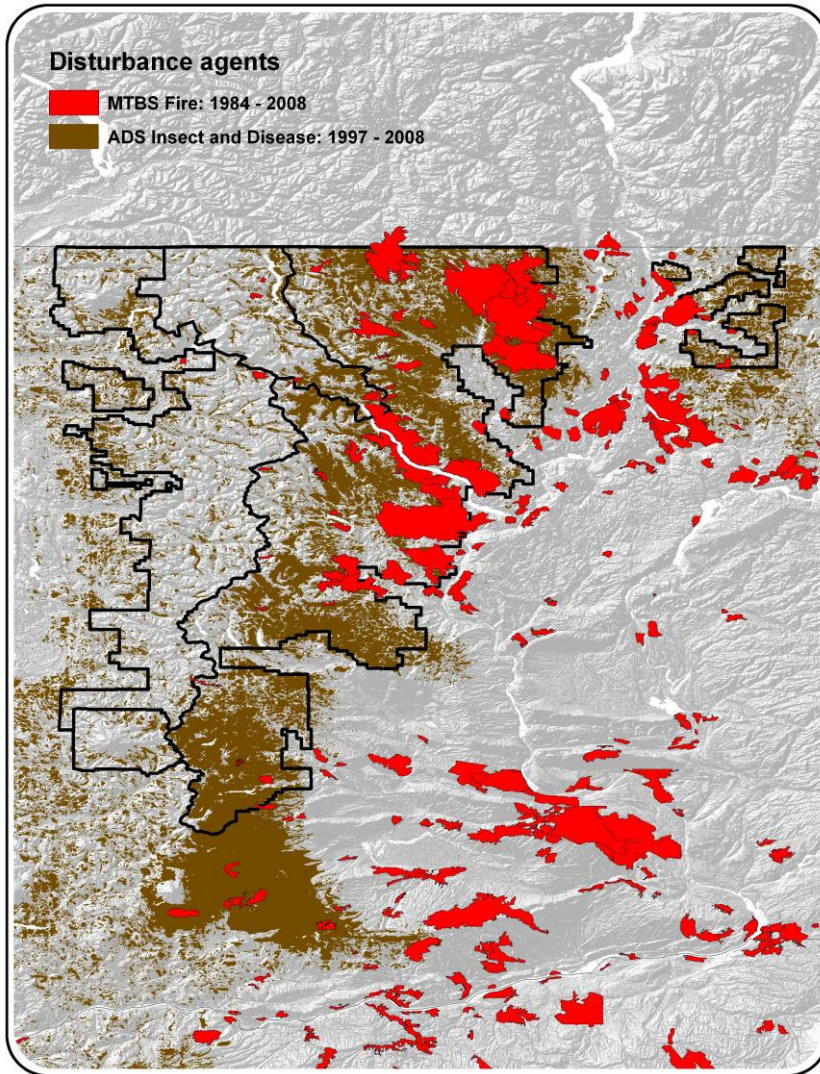 Disturbance agents
MTBS Fire: 1984 - 2008
ADS Insect and Disease: 1997 - 2008